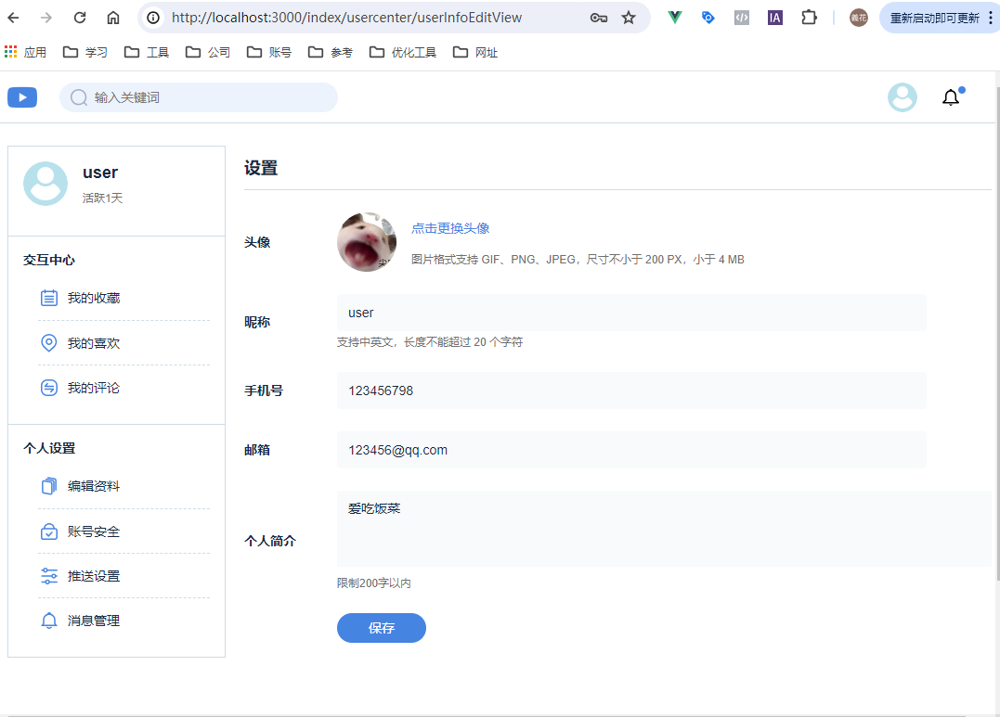 http://localhost:3000/index/usercenter/userInfoEditView
IA
義花
重新启动即可更新
应用 学习 工具 公司 账号 参考 优化工具 网址
输入关键词
user
活跃1天
交互中心
我的收藏
我的喜欢
我的评论
个人设置
编辑资料
账号安全
推送设置
消息管理
设置
头像
点击更换头像
图片格式支持 GIF、PNG、JPEG，尺寸不小于 200 PX，小于 4 MB
昵称
user
支持中英文，长度不能超过 20 个字符
手机号
123456798
邮箱
123456@qq.com
个人简介
爱吃饭菜
限制200字以内
保存